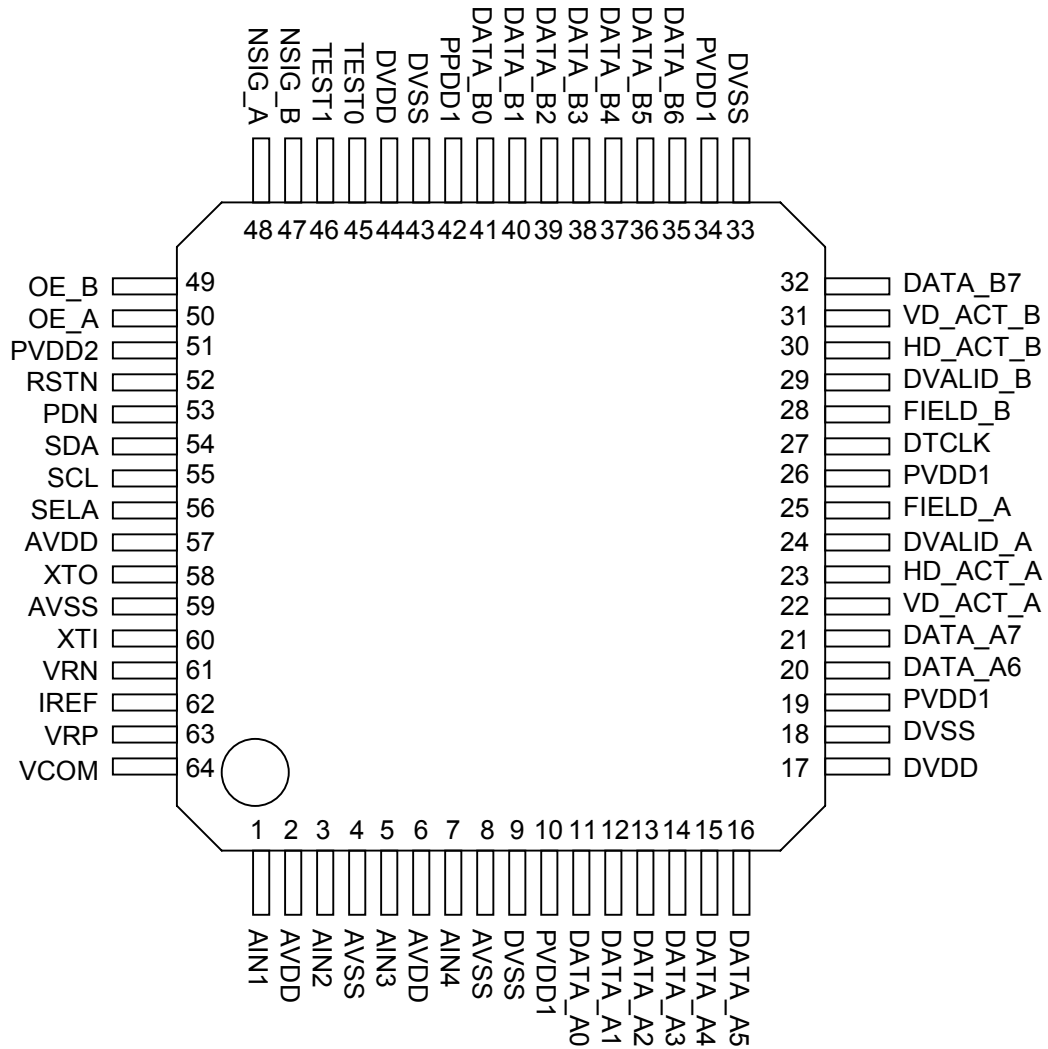 NSIG_A
NSIG_B
TEST1
TEST0
DVDD
DVSS
PPDD1
DATA_B0
DATA_B1
DATA_B2
DATA_B3
DATA_B4
DATA_B5
DATA_B6
PVDD1
DVSS
48 47 46 45 44 43 42 41 40 39 38 37 36 35 34 33
OE_B 49
OE_A 50
PVDD2 51
RSTN 52
PDN 53
SDA 54
SCL 55
SELA 56
AVDD 57
XTO 58
AVSS 59
XTI 60
VRN 61
IREF 62
VRP 63
VCOM 64
32 DATA_B7
31 VD_ACT_B
30 HD_ACT_B
29 DVALID_B
28 FIELD_B
27 DTCLK
26 PVDD1
25 FIELD_A
24 DVALID_A
23 HD_ACT_A
22 VD_ACT_A
21 DATA_A7
20 DATA_A6
19 PVDD1
18 DVSS
17 DVDD
1 2 3 4 5 6 7 8 9 10 11 12 13 14 15 16
AIN1
AVDD
AIN2
AVSS
AIN3
AVDD
AIN4
AVSS
DVSS
PVDD1
DATA_A0
DATA_A1
DATA_A2
DATA_A3
DATA_A4
DATA_A5